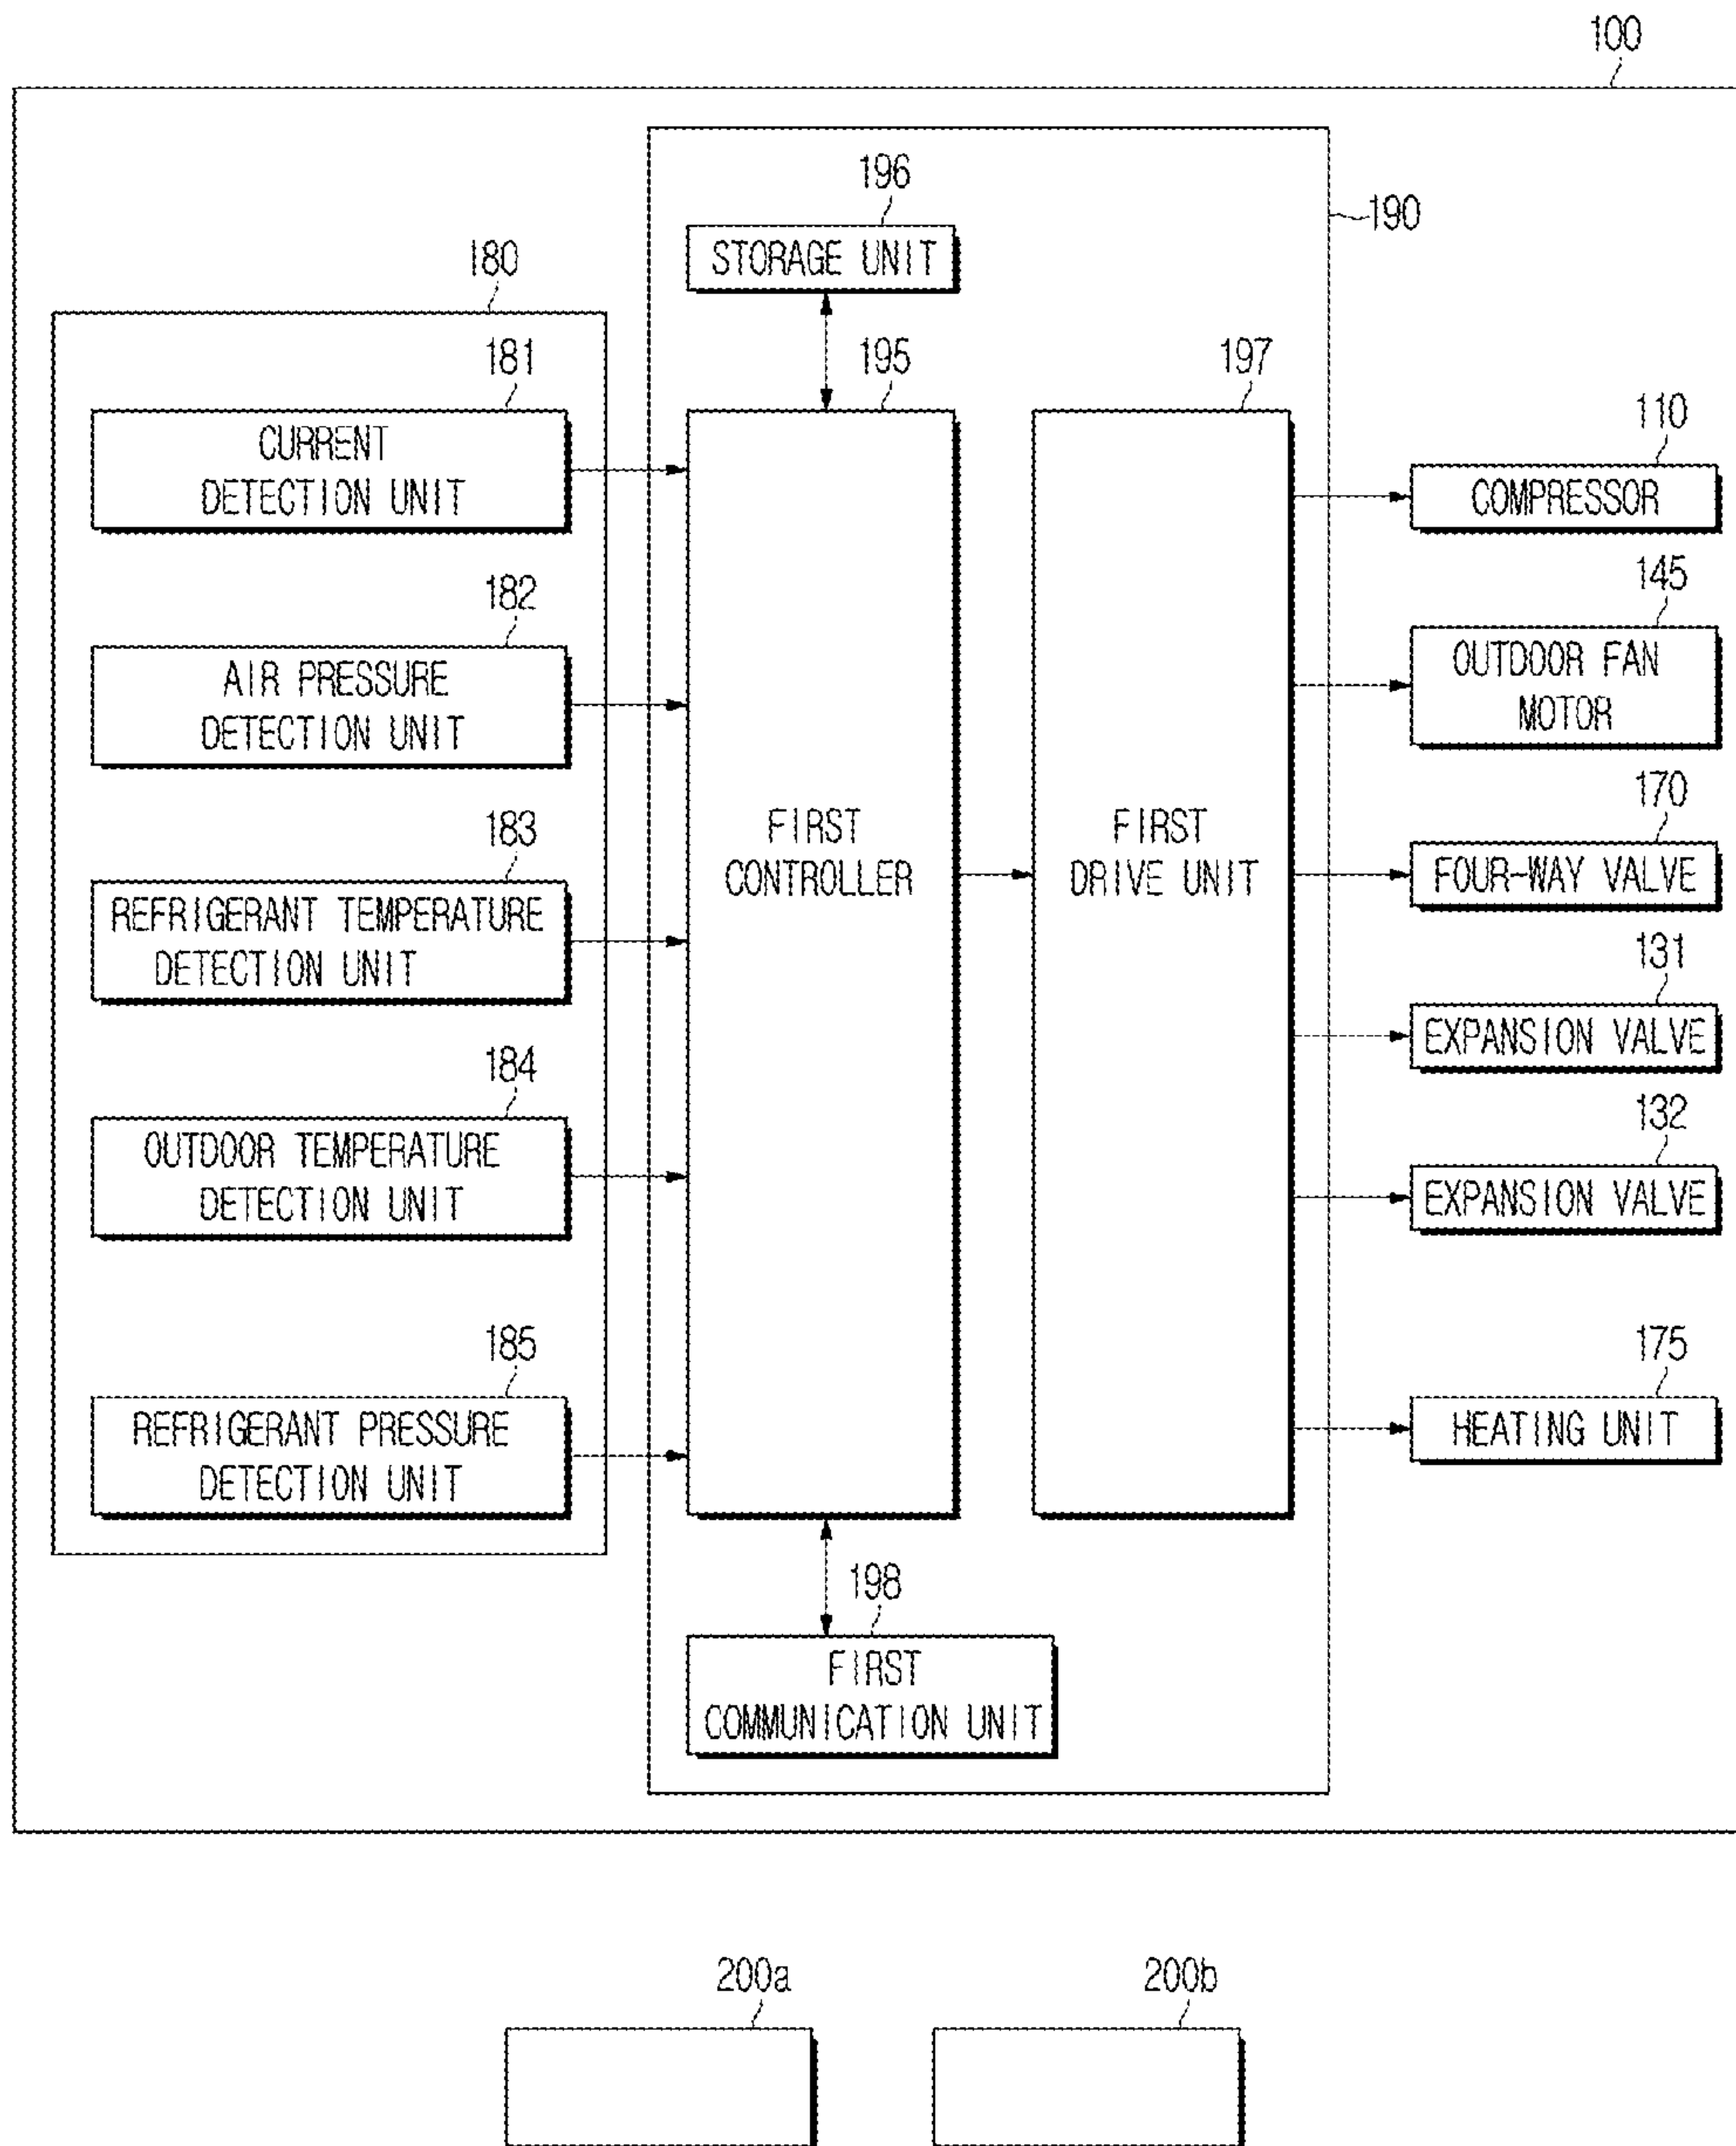 100
196
190
STORAGE UNIT
180
181
195
197
CURRENT
DETECTION UNIT
110
COMPRESSOR
182
145
AIR PRESSURE
DETECTION UNIT
OUTDOOR FAN
MOTOR
183
FIRST
CONTROLLER
FIRST
DRIVE UNIT
170
FOUR-WAY VALVE
REFRIGERANT TEMPERATURE
DETECTION UNIT
131
EXPANSION VALVE
184
132
OUTDOOR TEMPERATURE
DETECTION UNIT
EXPANSION VALVE
185
175
REFRIGERANT PRESSURE
DETECTION UNIT
HEATING UNIT
198
FIRST
COMMUNICATION UNIT
200a
200b